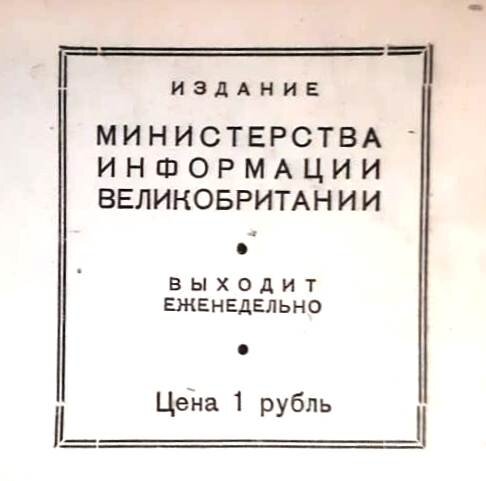 ИЗДАНИЕ
МИНИСТЕРСТВА
ИНФОРМАЦИИ
ВЕЛИКОБРИТАНИИ
ВЫХОДИТ
ЕЖЕНЕДЕЛЬНО
Цена 1 рубль